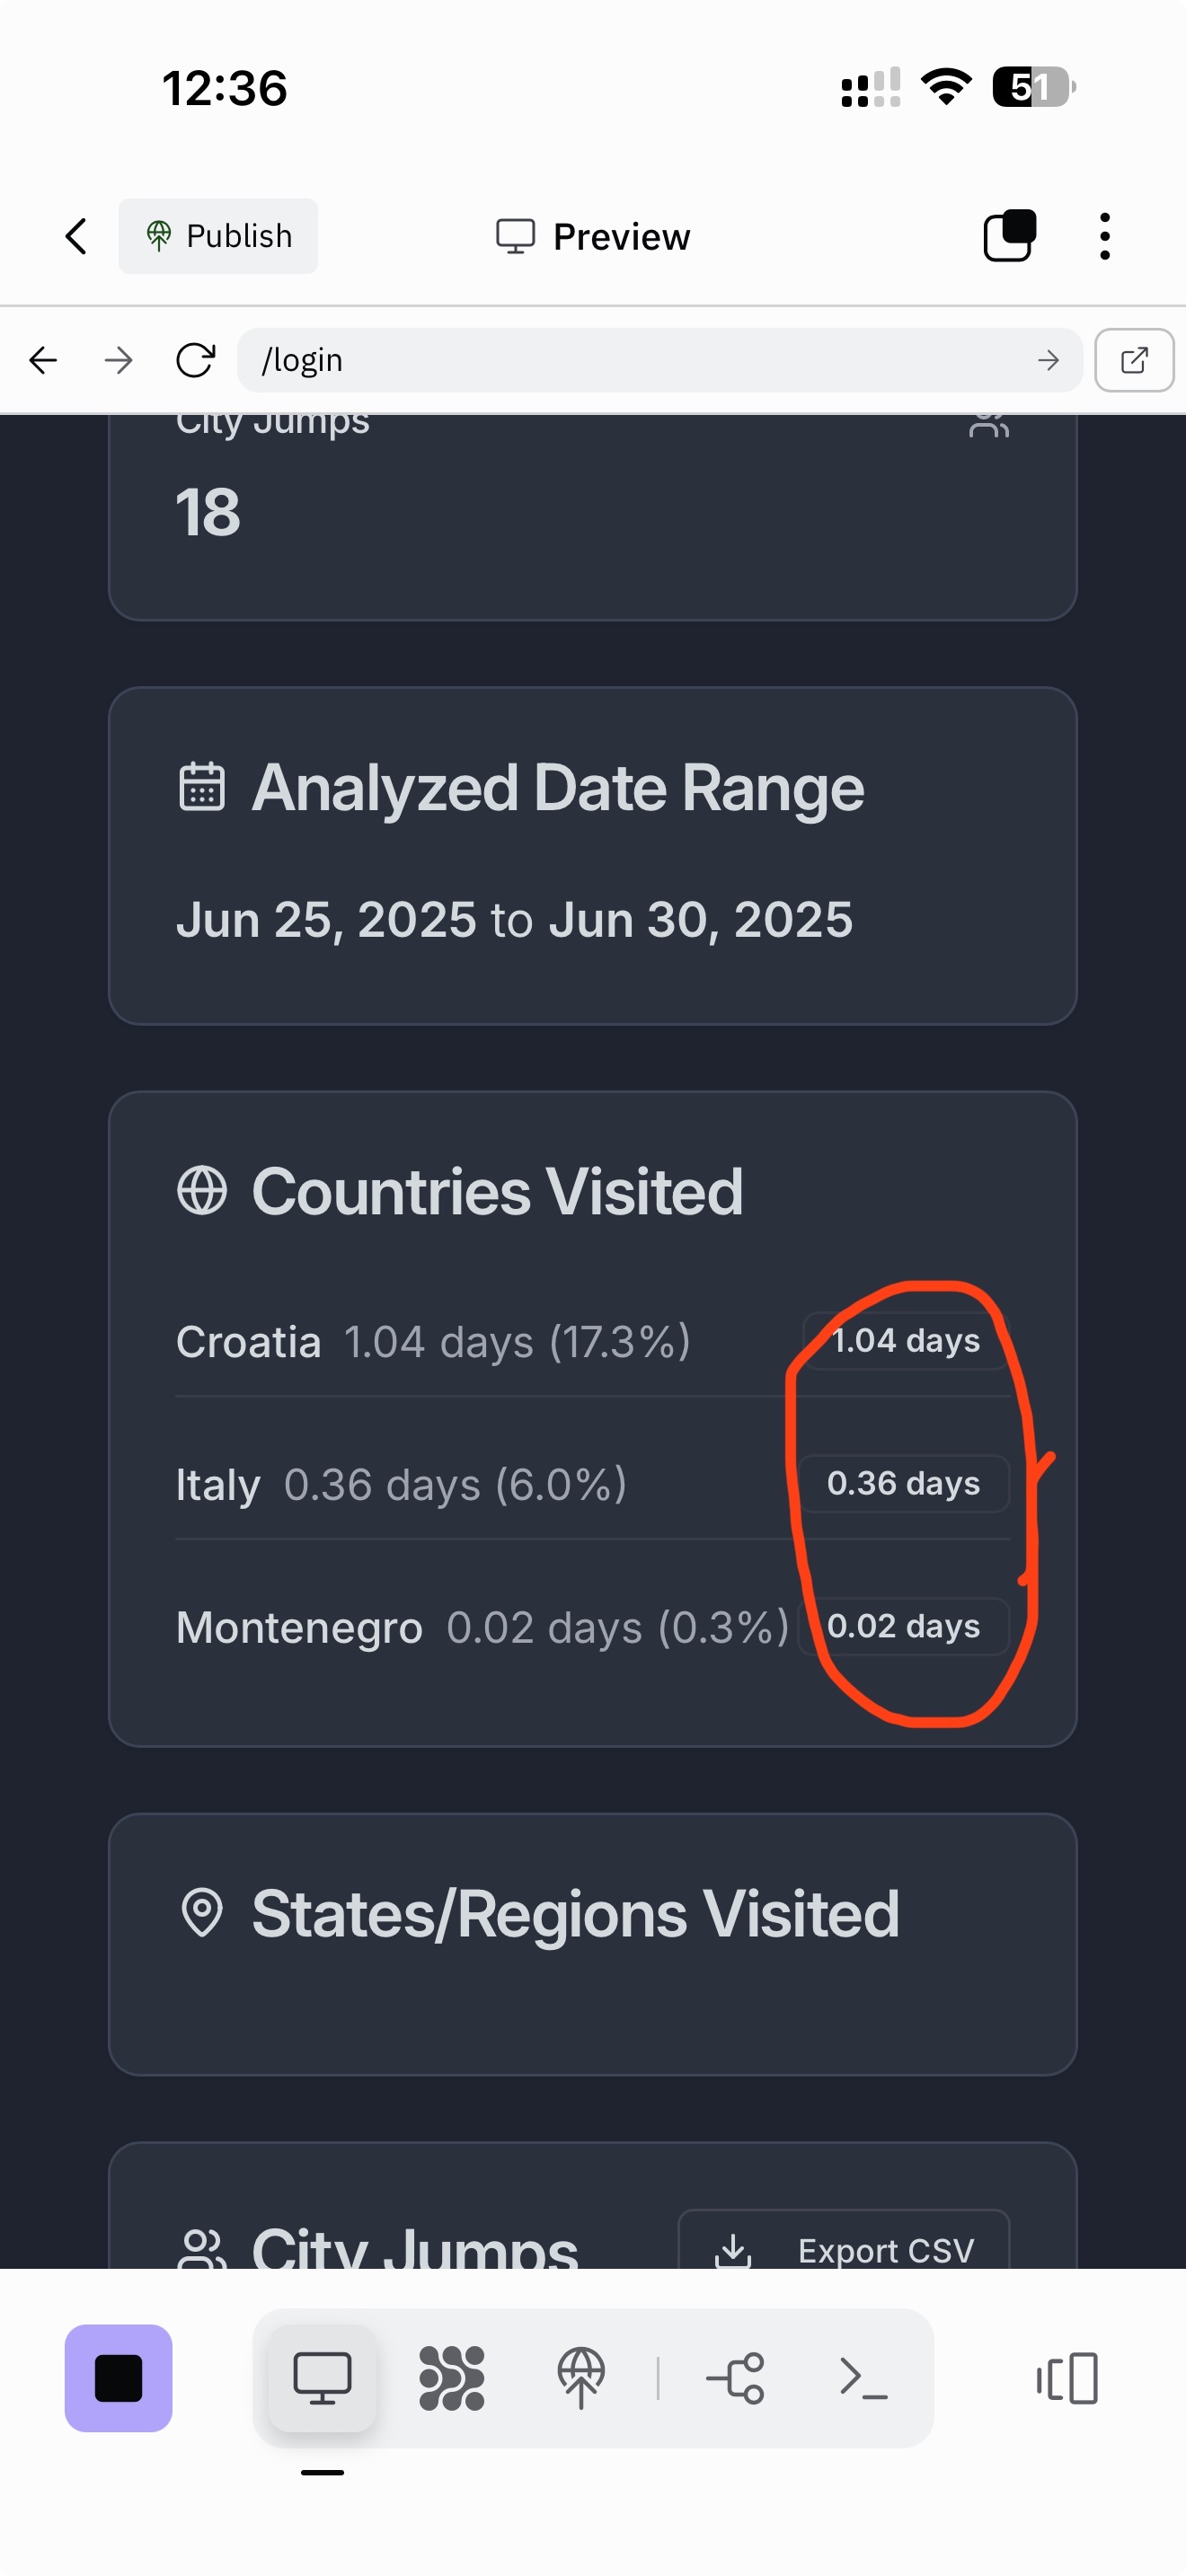 12:36
51
Publish
Preview
/login
City Jumps
18
Analyzed Date Range
Jun 25, 2025 to Jun 30, 2025
Countries Visited
Croatia 1.04 days (17.3%) 1.04 days
Italy 0.36 days (6.0%) 0.36 days
Montenegro 0.02 days (0.3%) 0.02 days
States/Regions Visited
City Jumps
Export CSV